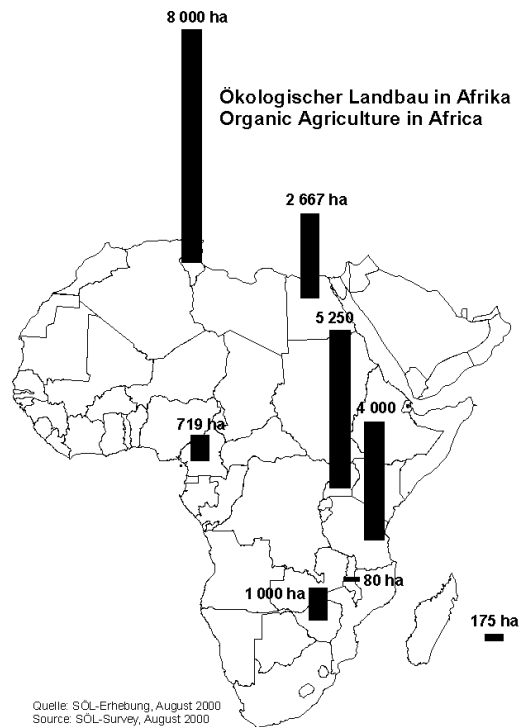 8 000 ha
Ökologischer Landbau in Afrika
Organic Agriculture in Africa
2 667 ha
5 250
4 000
719 ha
80 ha
1 000 ha
175 ha
Quelle: SÖL-Erhebung, August 2000
Source: SÖL-Survey, August 2000